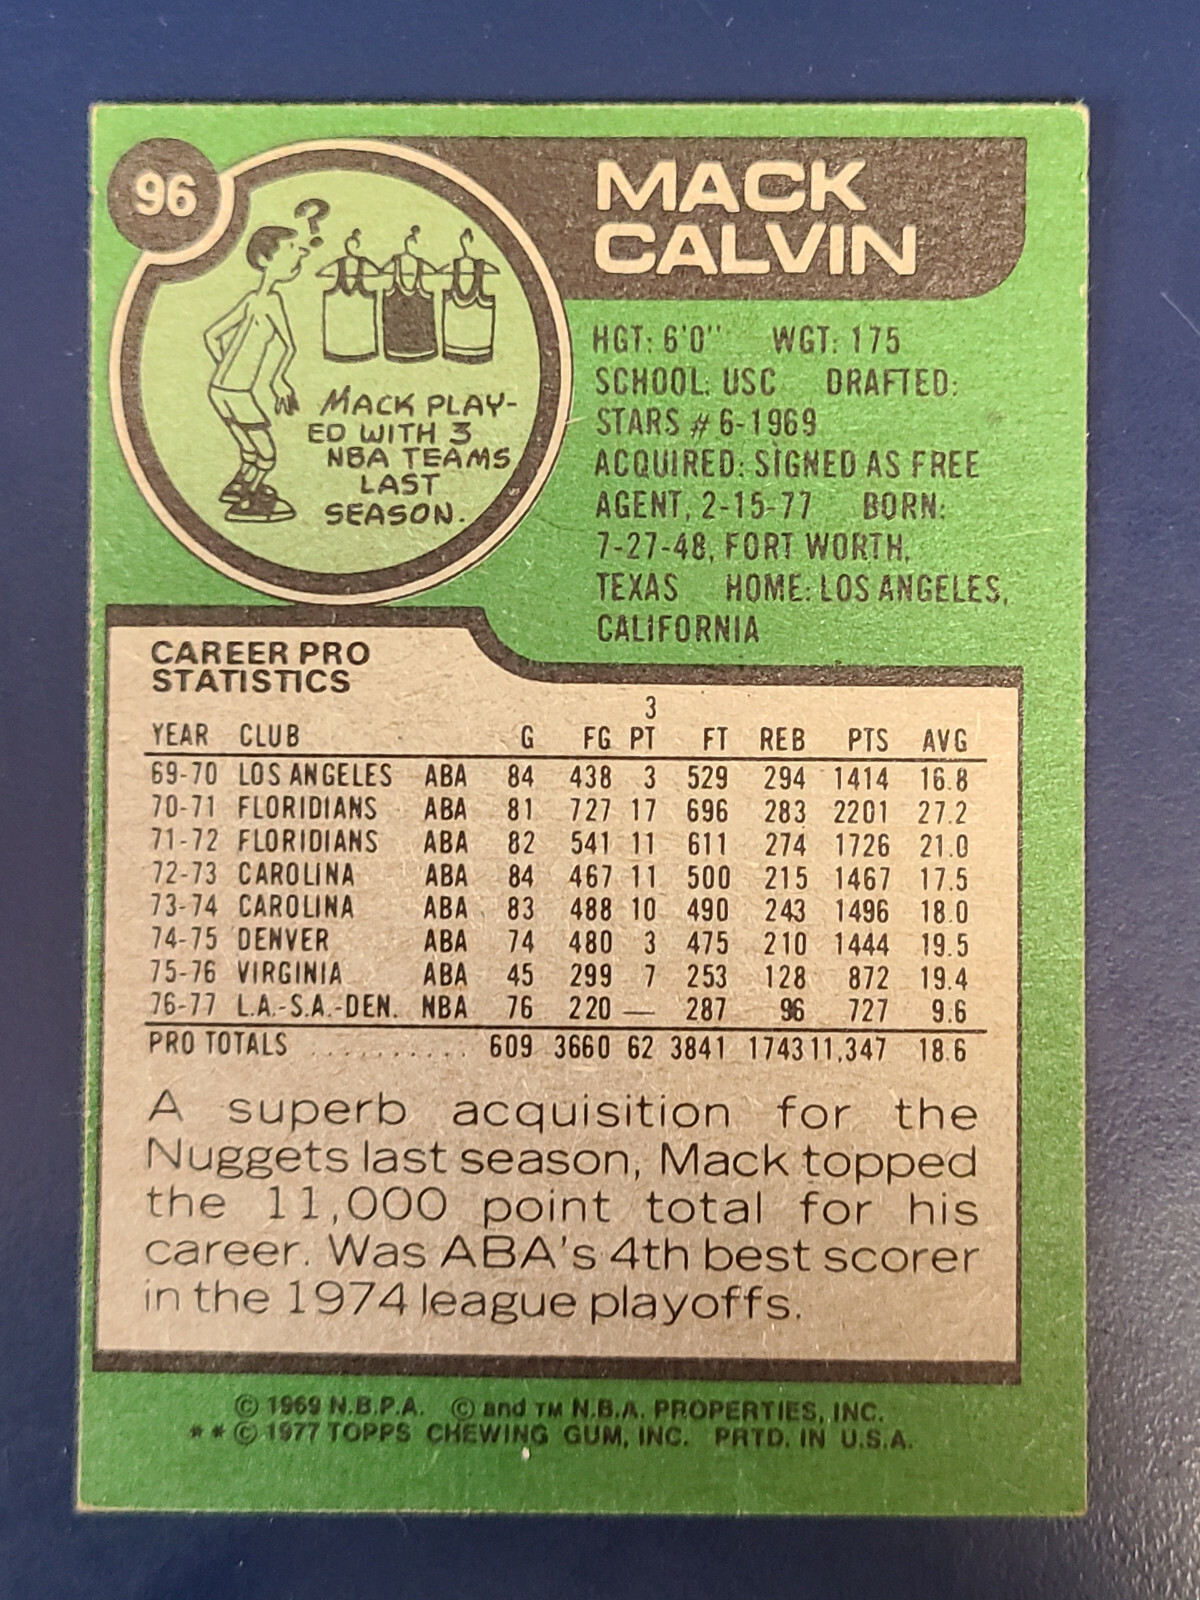 96
MACK
CALVIN
?
MACK PLAY-
ED WITH 3
NBA TEAMS
LAST
SEASON.
HGT: 6'0" WGT: 175
SCHOOL: USC DRAFTED:
STARS # 6-1969
ACQUIRED: SIGNED AS FREE
AGENT, 2-15-77 BORN:
7-27-48, FORT WORTH,
TEXAS HOME: LOS ANGELES,
CALIFORNIA
CAREER PRO
STATISTICS
3
YEAR CLUB G FG PT FT REB PTS AVG
69-70 LOS ANGELES ABA 84 438 3 529 294 1414 16.8
70-71 FLORIDIANS ABA 81 727 17 696 283 2201 27.2
71-72 FLORIDIANS ABA 82 541 11 611 274 1726 21.0
72-73 CAROLINA ABA 84 467 11 500 215 1467 17.5
73-74 CAROLINA ABA 83 488 10 490 243 1496 18.0
74-75 DENVER ABA 74 480 3 475 210 1444 19.5
75-76 VIRGINIA ABA 45 299 7 253 128 872 19.4
76-77 L.A.-S.A.-DEN. NBA 76 220 — 287 96 727 9.6
PRO TOTALS .......... 609 3660 62 3841 1743 11,347 18.6
A superb acquisition for the
Nuggets last season, Mack topped
the 11,000 point total for his
career. Was ABA's 4th best scorer
in the 1974 league playoffs.
© 1969 N.B.P.A. © and TM N.B.A. PROPERTIES, INC.
** © 1977 TOPPS CHEWING GUM, INC. PRTD. IN U.S.A.